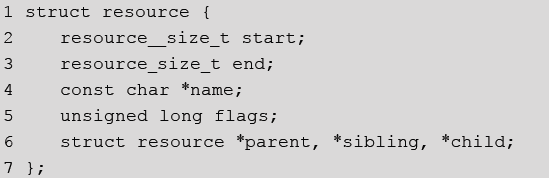 1 struct resource {
2    resource__size_t start;
3    resource_size_t end;
4    const char *name;
5    unsigned long flags;
6    struct resource *parent, *sibling, *child;
7 };